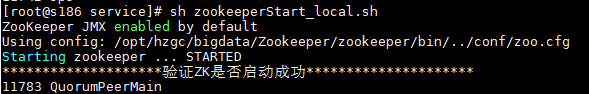 [root@s186 service]# sh zookeeperStart_local.sh
ZooKeeper JMX enabled by default
Using config: /opt/hzgc/bigdata/Zookeeper/zookeeper/bin/../conf/zoo.cfg
Starting zookeeper ... STARTED
********************验证ZK是否启动成功*********************
11783 QuorumPeerMain